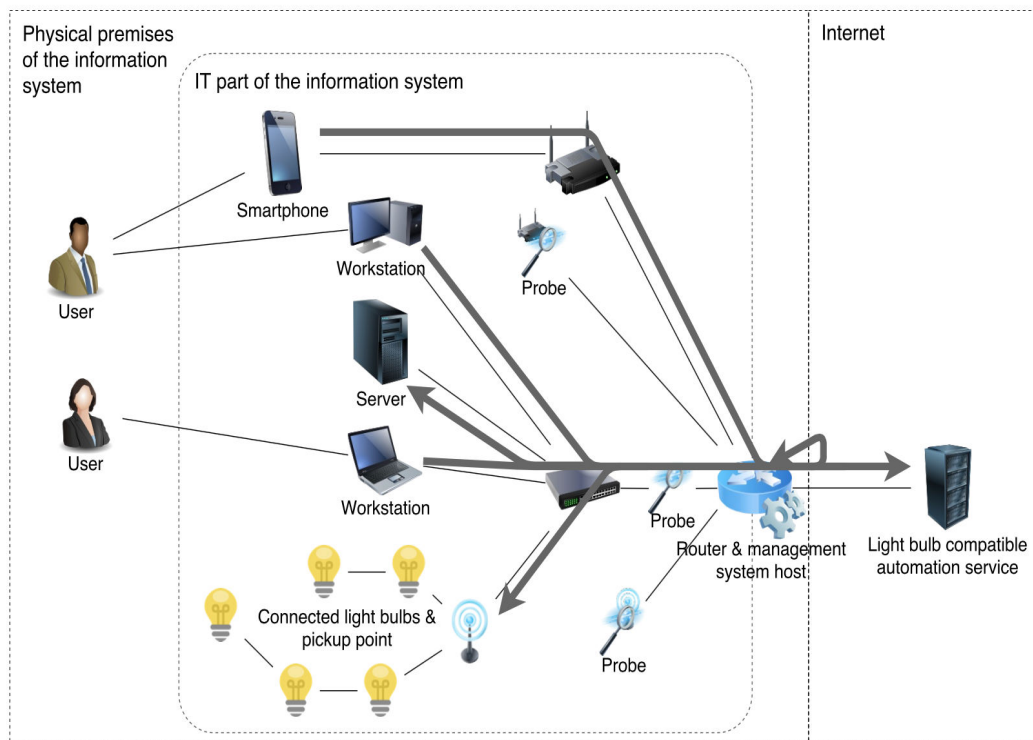 Physical premises
of the information
system
IT part of the information system
Internet
Smartphone
Workstation
Probe
User
Server
User
Workstation
Probe
Router & management
system host
Light bulb compatible
automation service
Connected light bulbs &
pickup point
Probe